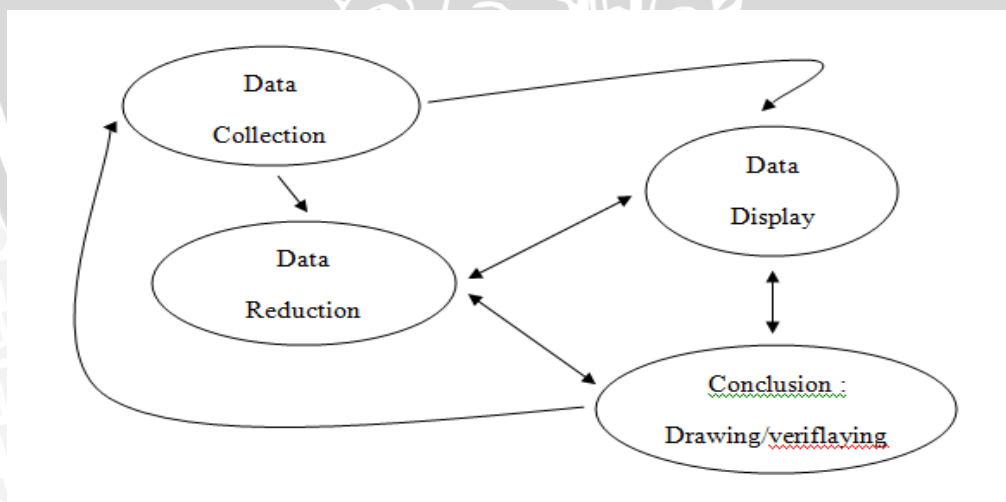 Data
Collection
Data
Display
Data
Reduction
Conclusion :
Drawing/veriflaying